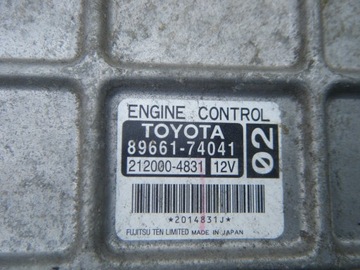 ENGINE CONTROL
TOYOTA
89661-74041
212000-4831 12V
02
*2014831J*
FUJITSU TEN LIMITED MADE IN JAPAN